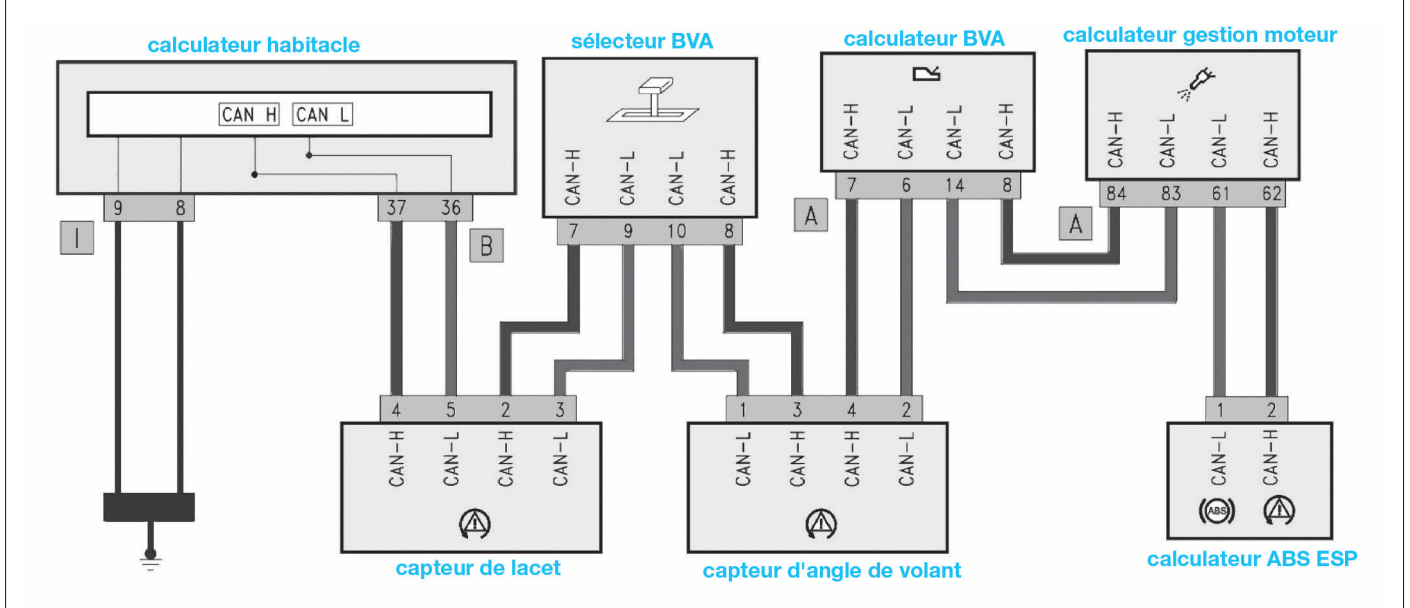 calculateur habitacle
sélecteur BVA
calculateur BVA
calculateur gestion moteur
CAN H CAN L
CAN-H CAN-L CAN-L CAN-H
CAN-H CAN-L CAN-L CAN-H
CAN-H CAN-L CAN-L CAN-H
9 8 37 36
7 9 10 8
7 6 14 8
84 83 61 62
I
B
A
A
4 5 2 3
1 3 4 2
1 2
CAN-H CAN-L CAN-H CAN-L
CAN-L CAN-H CAN-H CAN-L
CAN-L CAN-H
ABS
capteur de lacet
capteur d'angle de volant
calculateur ABS ESP